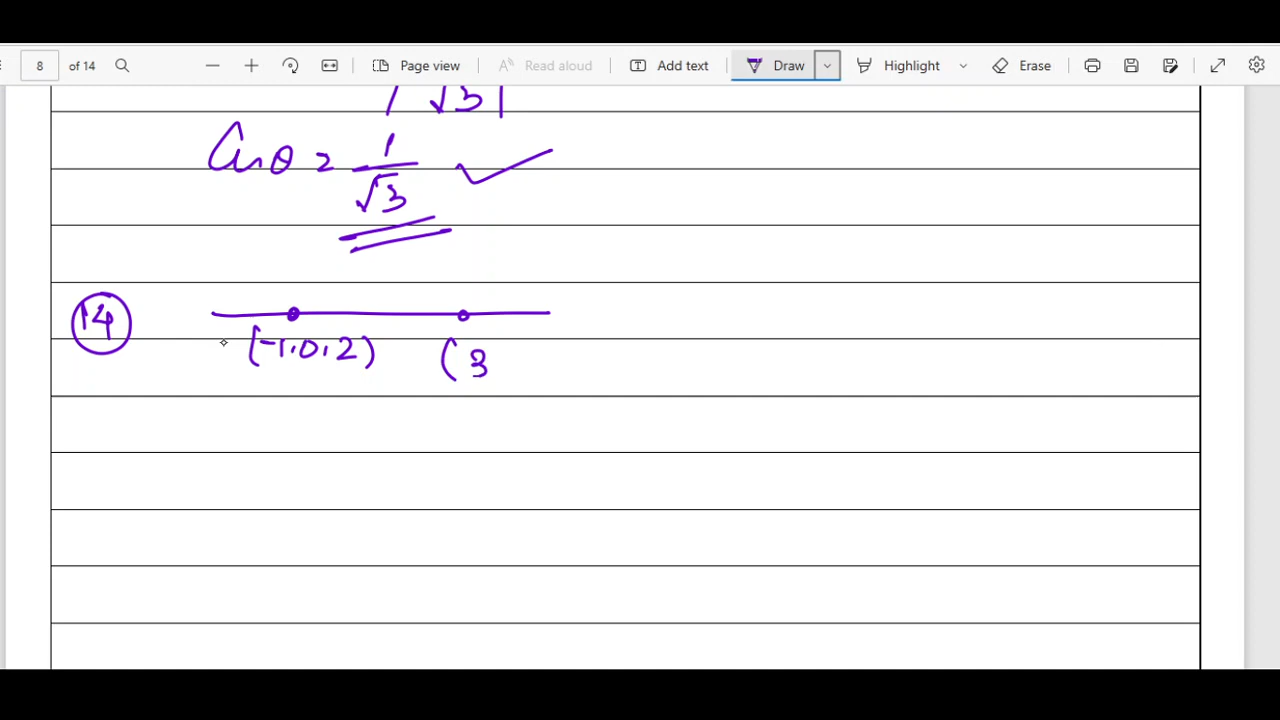 8 of 14 Page view Read aloud Add text Draw Highlight Erase
√3
Cosθ = 1/√3
14
(-1,0,2) (3